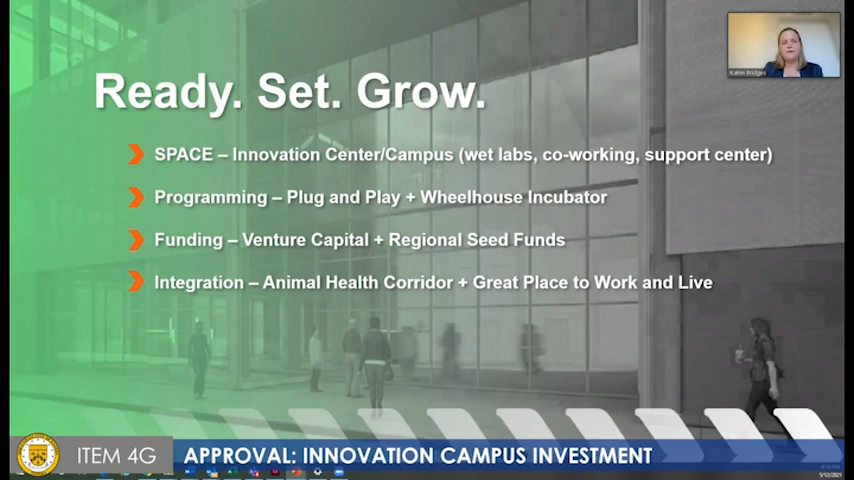 Ready. Set. Grow.
Katrin Bridges
SPACE – Innovation Center/Campus (wet labs, co-working, support center)
Programming – Plug and Play + Wheelhouse Incubator
Funding – Venture Capital + Regional Seed Funds
Integration – Animal Health Corridor + Great Place to Work and Live
ITEM 4G
APPROVAL: INNOVATION CAMPUS INVESTMENT